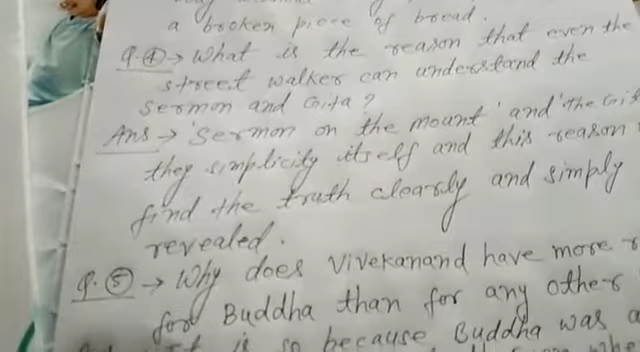 a broken piece of bread.
Q.④→ What is the reason that even the
street walker can understand the
sermon and Gita?
Ans → 'Sermon on the mount' and 'The Git
they simplicity itself and this reason
find the truth clearly and simply
revealed.
Q.⑤→ Why does Vivekanand have more
for Buddha than for any other
it is so because Buddha was a